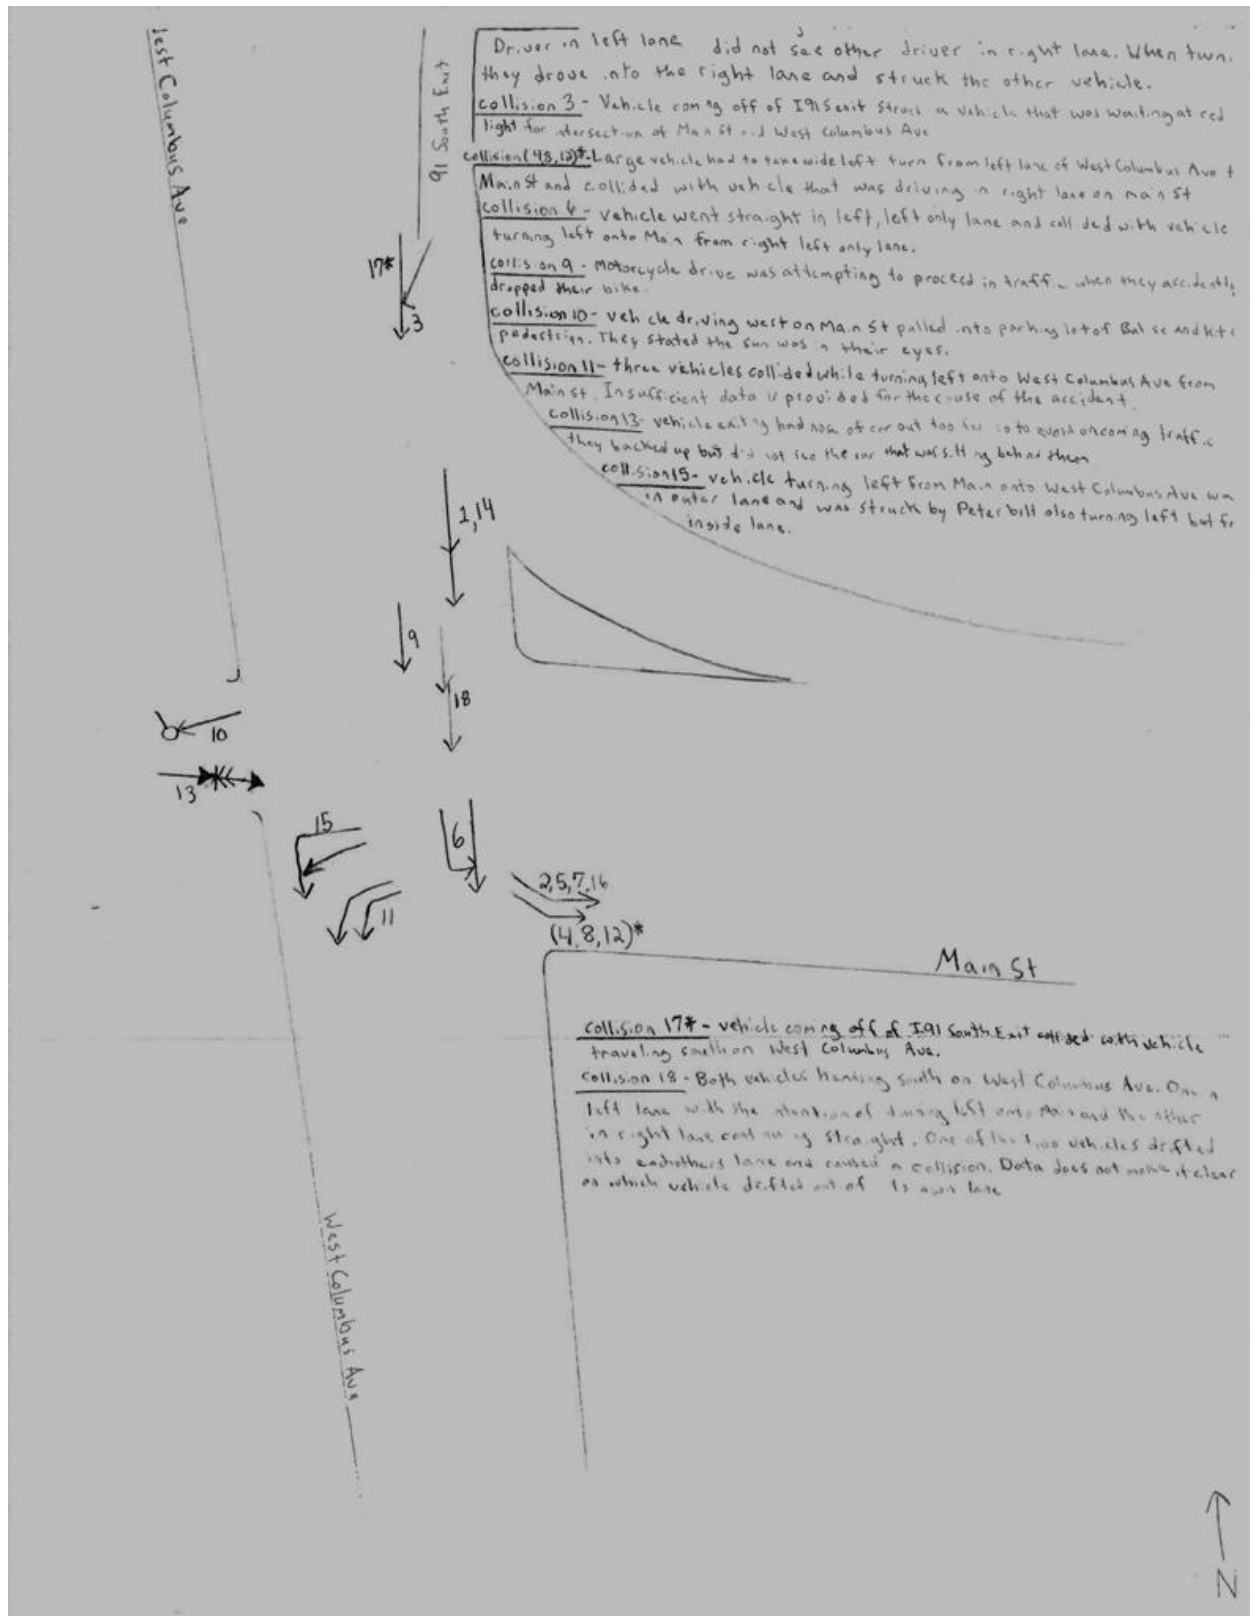 West Columbus Ave
91 South Exit
Driver in left lane did not see other driver in right lane. When turn
they drove into the right lane and struck the other vehicle.
collision 3 - Vehicle coming off of I91S exit struck a vehicle that was waiting at red
light for intersection of Main St and West Columbus Ave
collision (4,8,12)* - Large vehicle had to take wide left turn from left lane of West Columbus Ave t
Main St and collided with vehicle that was driving in right lane on main St
collision 6 - vehicle went straight in left, left only lane and collided with vehicle
turning left onto Main from right left only lane.
collision 9 - Motorcycle drive was attempting to proceed in traffic when they accidently
dropped their bike.
collision 10 - vehicle driving west on Main St pulled into parking lot of and
pedestrian. They stated the sun was in their eyes.
collision 11 - three vehicles collided while turning left onto West Columbus Ave from
Main St. Insufficient data is provided for the cause of the accident.
collision 13 - vehicle exiting had nose of car out too far so to avoid oncoming traffic
they backed up but did not see the car that was sitting behind them
collision 15 - vehicle turning left from Main onto West Columbus Ave wa
in outer lane and was struck by Peterbilt also turning left but fr
inside lane.
17*
3
1,14
9
18
10
13
15
6
2,5,7,16
11
(4,8,12)*
Main St
collision 17* - vehicle coming off of I91 South Exit collided with vehicle
traveling south on West Columbus Ave.
collision 18 - Both vehicles heading south on West Columbus Ave. One in
left lane with the intention of turning left onto Main and the other
in right lane continuing straight. One of the two vehicles drifted
into eachothers lane and caused a collision. Data does not make it clear
on which vehicle drifted out of its own lane
West Columbus Ave
N